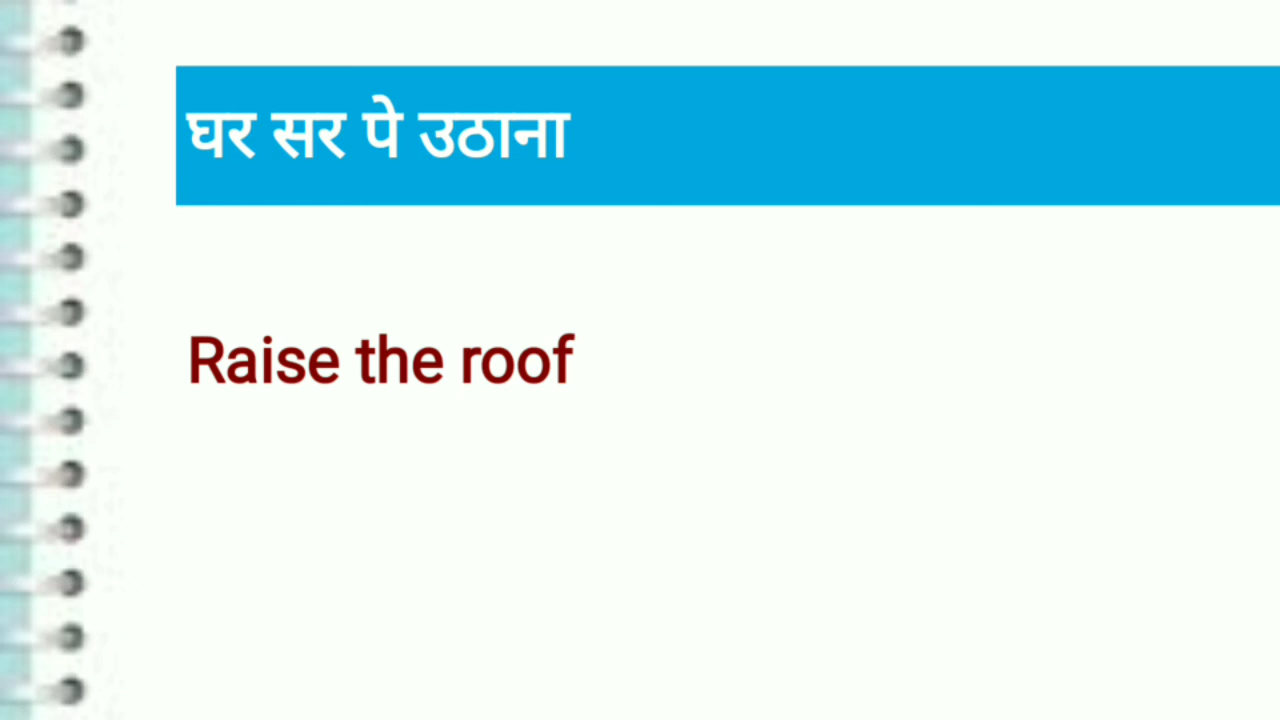 घर सर पे उठाना
Raise the roof